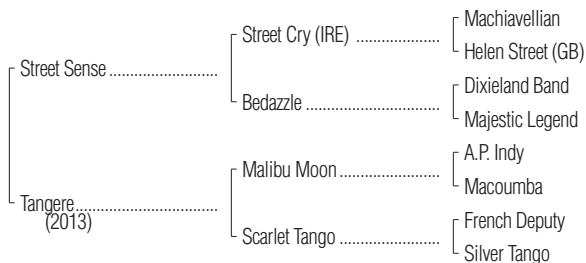 Machiavellian
Street Cry (IRE) ....................
Helen Street (GB)
Street Sense ..........................
Dixieland Band
Bedazzle ................................
Majestic Legend
A.P. Indy
Malibu Moon ........................
Macoumba
Tangere ..................................
(2013)
French Deputy
Scarlet Tango ........................
Silver Tango